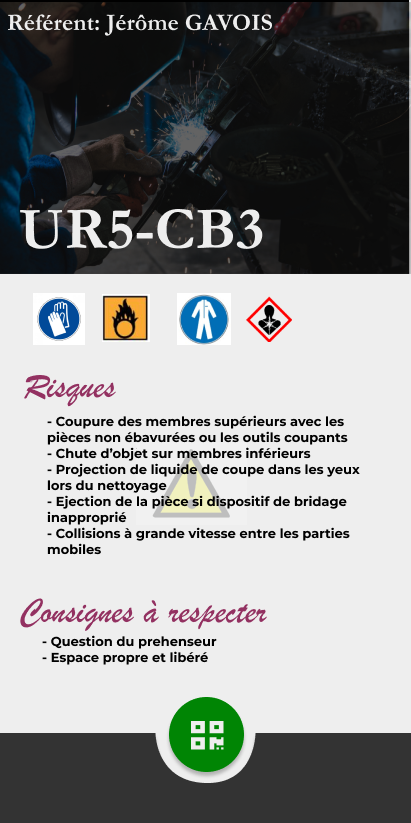 Référent: Jérôme GAVOIS
UR5-CB3
Risques
- Coupure des membres supérieurs avec les
pièces non ébavurées ou les outils coupants
- Chute d'objet sur membres inférieurs
- Projection de liquide de coupe dans les yeux
lors du nettoyage
- Ejection de la pièce si dispositif de bridage
inapproprié
- Collisions à grande vitesse entre les parties
mobiles
Consignes à respecter
- Question du prehenseur
- Espace propre et libéré